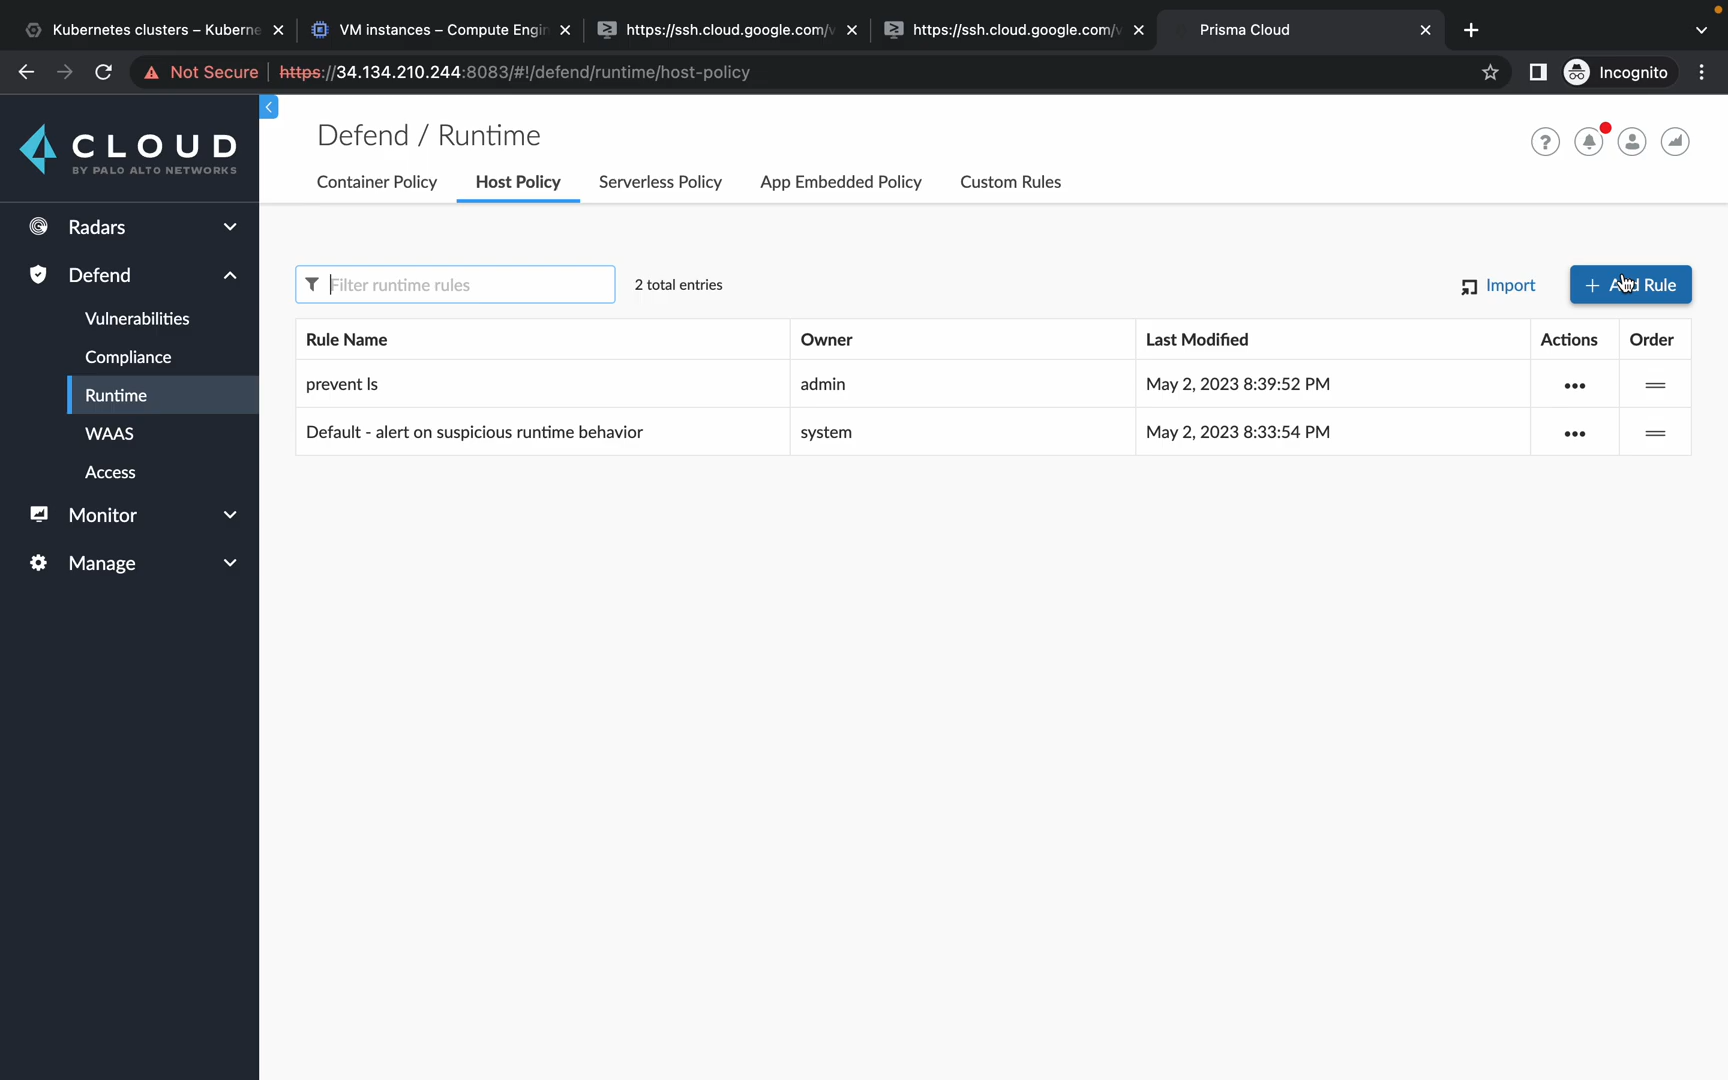 Kubernetes clusters – Kuberne
VM instances – Compute Engin
https://ssh.cloud.google.com/v
https://ssh.cloud.google.com/v
Prisma Cloud
Not Secure
https://34.134.210.244:8083/#!/defend/runtime/host-policy
Incognito
CLOUD
BY PALO ALTO NETWORKS
Defend / Runtime
Container Policy
Host Policy
Serverless Policy
App Embedded Policy
Custom Rules
Radars
Defend
Vulnerabilities
Compliance
Runtime
WAAS
Access
Monitor
Manage
Filter runtime rules
2 total entries
Import
+ Add Rule
Rule Name
Owner
Last Modified
Actions
Order
prevent ls
admin
May 2, 2023 8:39:52 PM
Default - alert on suspicious runtime behavior
system
May 2, 2023 8:33:54 PM